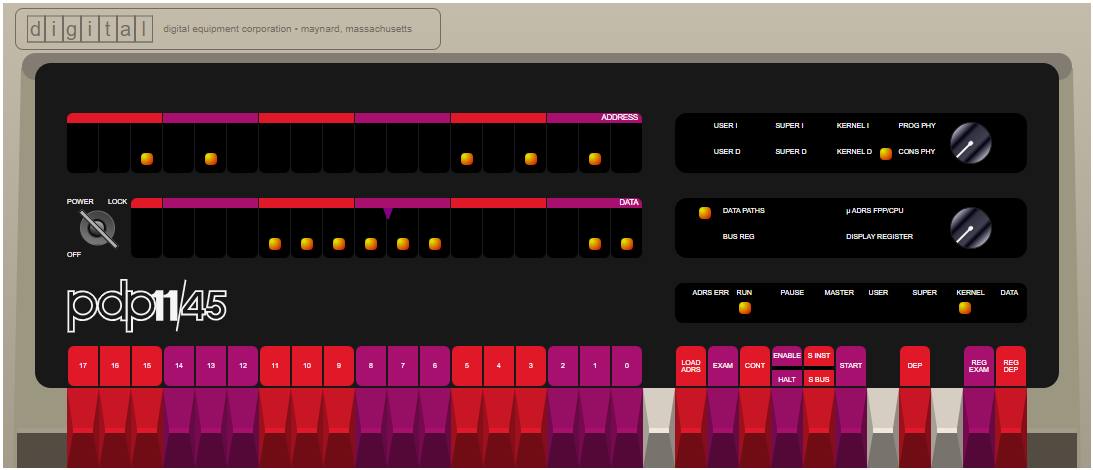 digital digital equipment corporation • maynard, massachusetts
ADDRESS
USER I SUPER I KERNEL I PROG PHY
USER D SUPER D KERNEL D CONS PHY
POWER LOCK
OFF
DATA
DATA PATHS µ ADRS FPP/CPU
BUS REG DISPLAY REGISTER
pdp11/45
ADRS ERR RUN PAUSE MASTER USER SUPER KERNEL DATA
17 16 15 14 13 12 11 10 9 8 7 6 5 4 3 2 1 0
LOAD ADRS EXAM CONT ENABLE HALT S INST S BUS START DEP REG EXAM REG DEP